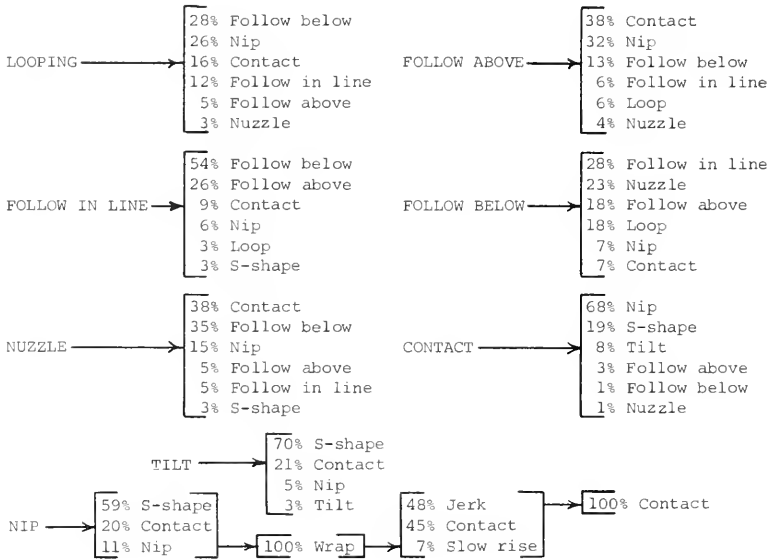 28% Follow below
26% Nip
LOOPING 16% Contact
12% Follow in line
5% Follow above
3% Nuzzle
38% Contact
32% Nip
FOLLOW ABOVE 13% Follow below
6% Follow in line
6% Loop
4% Nuzzle
54% Follow below
26% Follow above
FOLLOW IN LINE 9% Contact
6% Nip
3% Loop
3% S-shape
28% Follow in line
23% Nuzzle
FOLLOW BELOW 18% Follow above
18% Loop
7% Nip
7% Contact
38% Contact
35% Follow below
NUZZLE 15% Nip
5% Follow above
5% Follow in line
3% S-shape
68% Nip
19% S-shape
CONTACT 8% Tilt
3% Follow above
1% Follow below
1% Nuzzle
70% S-shape
TILT 21% Contact
5% Nip
3% Tilt
59% S-shape
NIP 20% Contact
11% Nip
100% Wrap
48% Jerk
45% Contact
7% Slow rise
100% Contact